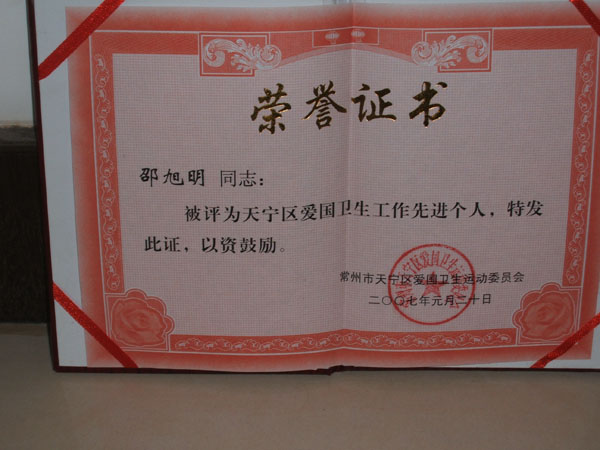 荣誉证书
邵旭明 同志：
被评为天宁区爱国卫生工作先进个人，特发
此证，以资鼓励。
常州市天宁区爱国卫生运动委员会
二〇〇七年元月二十日